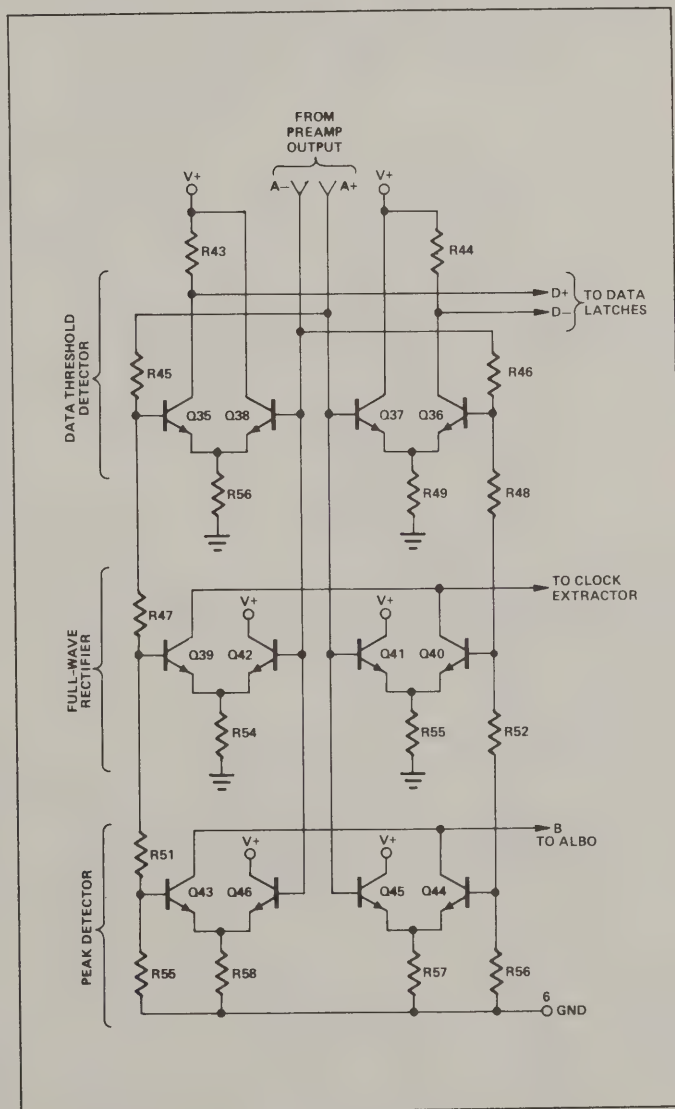 FROM
PREAMP
OUTPUT
V+
A−
A+
V+
R43
R44
D+
D−
TO DATA
LATCHES
DATA THRESHOLD
DETECTOR
R45
R46
Q35
Q38
Q37
Q36
R56
R49
R48
FULL-WAVE
RECTIFIER
R47
TO CLOCK
EXTRACTOR
V+
V+
Q39
Q42
Q41
Q40
R54
R55
R52
PEAK DETECTOR
R51
B
TO ALBO
V+
V+
Q43
Q46
Q45
Q44
R55
R58
R57
R56
6
GND